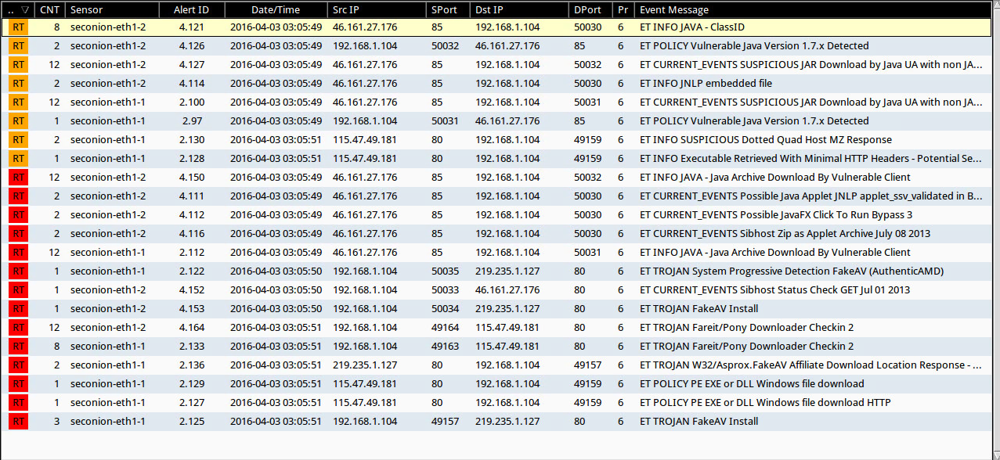 .. ▽ CNT Sensor Alert ID Date/Time Src IP SPort Dst IP DPort Pr Event Message
RT 8 seconion-eth1-2 4.121 2016-04-03 03:05:49 46.161.27.176 85 192.168.1.104 50030 6 ET INFO JAVA - ClassID
RT 2 seconion-eth1-2 4.126 2016-04-03 03:05:49 192.168.1.104 50032 46.161.27.176 85 6 ET POLICY Vulnerable Java Version 1.7.x Detected
RT 12 seconion-eth1-2 4.127 2016-04-03 03:05:49 46.161.27.176 85 192.168.1.104 50032 6 ET CURRENT_EVENTS SUSPICIOUS JAR Download by Java UA with non JA...
RT 2 seconion-eth1-2 4.114 2016-04-03 03:05:49 46.161.27.176 85 192.168.1.104 50030 6 ET INFO JNLP embedded file
RT 12 seconion-eth1-1 2.100 2016-04-03 03:05:49 46.161.27.176 85 192.168.1.104 50031 6 ET CURRENT_EVENTS SUSPICIOUS JAR Download by Java UA with non JA...
RT 1 seconion-eth1-1 2.97 2016-04-03 03:05:49 192.168.1.104 50031 46.161.27.176 85 6 ET POLICY Vulnerable Java Version 1.7.x Detected
RT 2 seconion-eth1-1 2.130 2016-04-03 03:05:51 115.47.49.181 80 192.168.1.104 49159 6 ET INFO SUSPICIOUS Dotted Quad Host MZ Response
RT 1 seconion-eth1-1 2.128 2016-04-03 03:05:51 115.47.49.181 80 192.168.1.104 49159 6 ET INFO Executable Retrieved With Minimal HTTP Headers - Potential Se...
RT 12 seconion-eth1-2 4.150 2016-04-03 03:05:49 46.161.27.176 85 192.168.1.104 50032 6 ET INFO JAVA - Java Archive Download By Vulnerable Client
RT 2 seconion-eth1-2 4.111 2016-04-03 03:05:49 46.161.27.176 85 192.168.1.104 50030 6 ET CURRENT_EVENTS Possible Java Applet JNLP applet_ssv_validated in B...
RT 2 seconion-eth1-2 4.112 2016-04-03 03:05:49 46.161.27.176 85 192.168.1.104 50030 6 ET CURRENT_EVENTS Possible JavaFX Click To Run Bypass 3
RT 2 seconion-eth1-2 4.116 2016-04-03 03:05:49 46.161.27.176 85 192.168.1.104 50030 6 ET CURRENT_EVENTS Sibhost Zip as Applet Archive July 08 2013
RT 12 seconion-eth1-1 2.112 2016-04-03 03:05:49 46.161.27.176 85 192.168.1.104 50031 6 ET INFO JAVA - Java Archive Download By Vulnerable Client
RT 1 seconion-eth1-1 2.122 2016-04-03 03:05:50 192.168.1.104 50035 219.235.1.127 80 6 ET TROJAN System Progressive Detection FakeAV (AuthenticAMD)
RT 1 seconion-eth1-2 4.152 2016-04-03 03:05:50 192.168.1.104 50033 46.161.27.176 80 6 ET CURRENT_EVENTS Sibhost Status Check GET Jul 01 2013
RT 1 seconion-eth1-2 4.153 2016-04-03 03:05:50 192.168.1.104 50034 219.235.1.127 80 6 ET TROJAN FakeAV Install
RT 12 seconion-eth1-2 4.164 2016-04-03 03:05:51 192.168.1.104 49164 115.47.49.181 80 6 ET TROJAN Fareit/Pony Downloader Checkin 2
RT 8 seconion-eth1-1 2.133 2016-04-03 03:05:51 192.168.1.104 49163 115.47.49.181 80 6 ET TROJAN Fareit/Pony Downloader Checkin 2
RT 2 seconion-eth1-1 2.136 2016-04-03 03:05:51 219.235.1.127 80 192.168.1.104 49157 6 ET TROJAN W32/Asprox.FakeAV Affiliate Download Location Response - ...
RT 1 seconion-eth1-1 2.129 2016-04-03 03:05:51 115.47.49.181 80 192.168.1.104 49159 6 ET POLICY PE EXE or DLL Windows file download
RT 1 seconion-eth1-1 2.127 2016-04-03 03:05:51 115.47.49.181 80 192.168.1.104 49159 6 ET POLICY PE EXE or DLL Windows file download HTTP
RT 3 seconion-eth1-1 2.125 2016-04-03 03:05:51 192.168.1.104 49157 219.235.1.127 80 6 ET TROJAN FakeAV Install